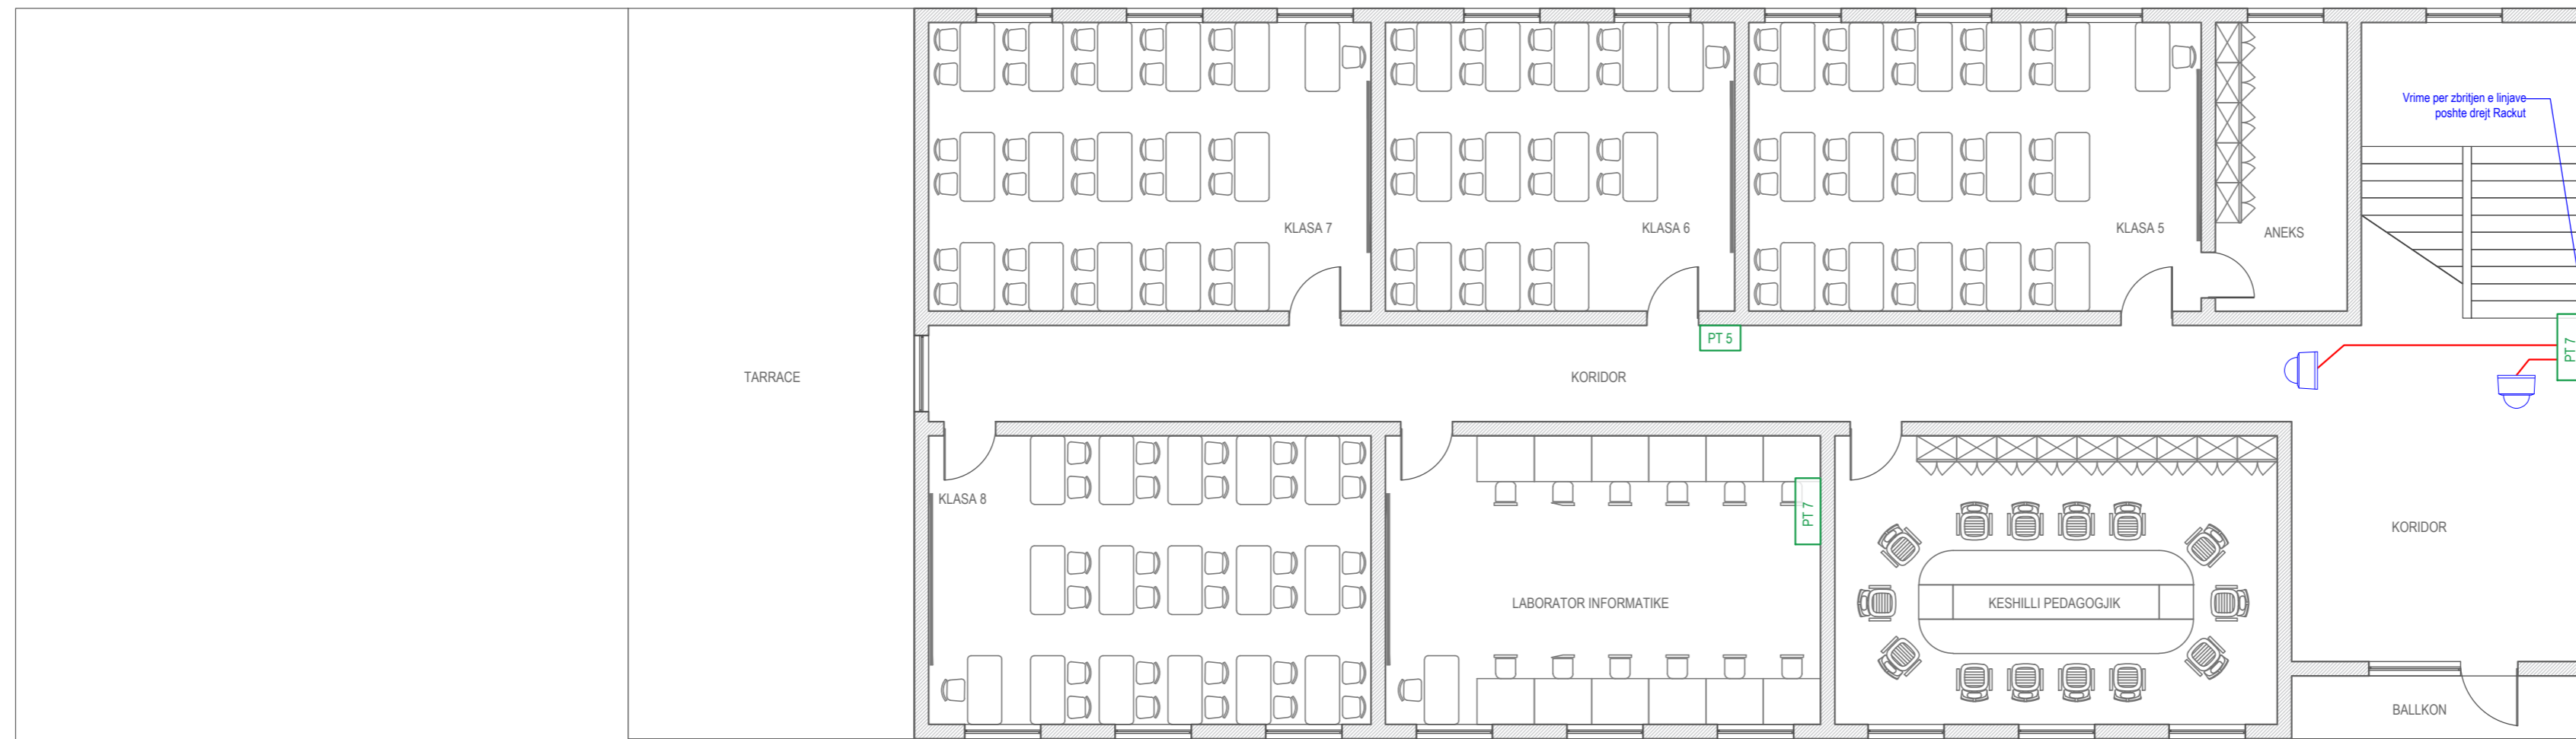 Vrime per zbritjen e linjave
poshte drejt Rackut
KLASA 7
KLASA 6
KLASA 5
ANEKS
PT 5
PT 7
TARRACE
KORIDOR
KLASA 8
PT 7
KORIDOR
LABORATOR INFORMATIKE
KESHILLI PEDAGOGJIK
BALLKON